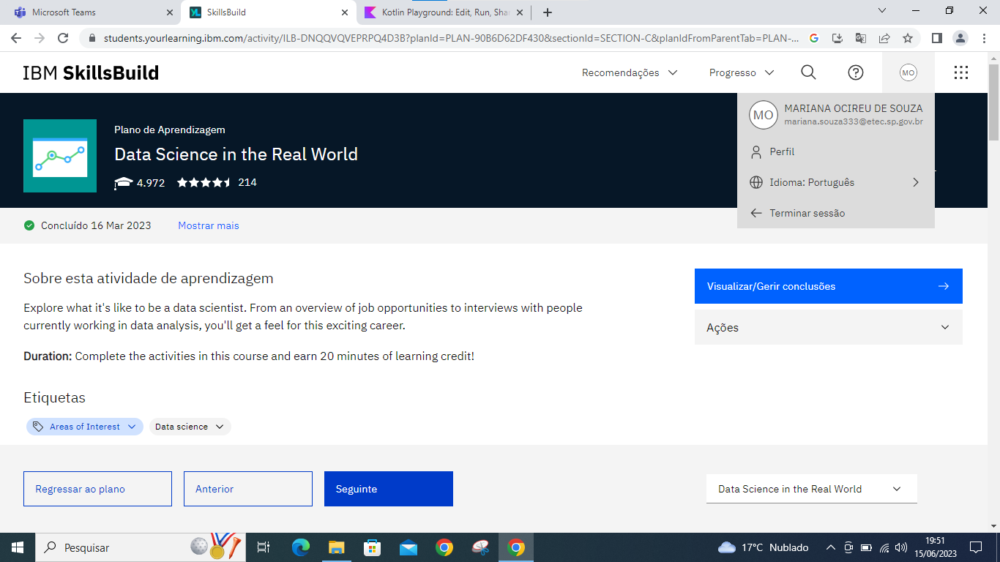 Microsoft Teams
SkillsBuild
Kotlin Playground: Edit, Run, Sha
students.yourlearning.ibm.com/activity/ILB-DNQQVQVEPRPQ4D3B?planId=PLAN-90B6D62DF430&sectionId=SECTION-C&planIdFromParentTab=PLAN-...
IBM SkillsBuild
Recomendações
Progresso
MO
MO
MARIANA OCIREU DE SOUZA
mariana.souza333@etec.sp.gov.br
Perfil
Idioma: Português
Terminar sessão
Plano de Aprendizagem
Data Science in the Real World
4.972
214
Concluído 16 Mar 2023
Mostrar mais
Sobre esta atividade de aprendizagem
Explore what it's like to be a data scientist. From an overview of job opportunities to interviews with people
currently working in data analysis, you'll get a feel for this exciting career.
Duration: Complete the activities in this course and earn 20 minutes of learning credit!
Visualizar/Gerir conclusões
Ações
Etiquetas
Areas of Interest
Data science
Regressar ao plano
Anterior
Seguinte
Data Science in the Real World
Pesquisar
17°C Nublado
19:51
15/06/2023